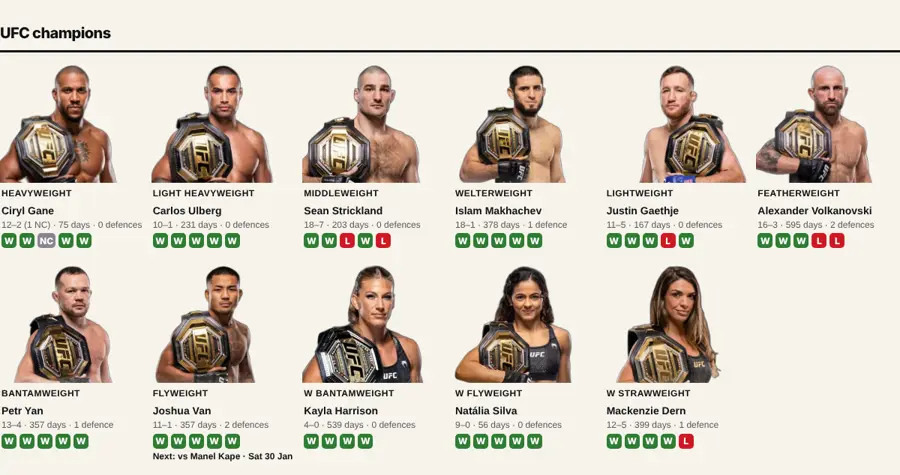 UFC champions
HEAVYWEIGHT
Ciryl Gane
12–2 (1 NC) · 75 days · 0 defences
W W NC W W
LIGHT HEAVYWEIGHT
Carlos Ulberg
10–1 · 231 days · 0 defences
W W W W W
MIDDLEWEIGHT
Sean Strickland
18–7 · 203 days · 0 defences
W W L W L
WELTERWEIGHT
Islam Makhachev
18–1 · 378 days · 1 defence
W W W W W
LIGHTWEIGHT
Justin Gaethje
11–5 · 167 days · 0 defences
W W W L W
FEATHERWEIGHT
Alexander Volkanovski
16–3 · 595 days · 2 defences
W W W L L
BANTAMWEIGHT
Petr Yan
13–4 · 357 days · 1 defence
W W W W W
FLYWEIGHT
Joshua Van
11–1 · 357 days · 2 defences
W W W W W
Next: vs Manel Kape · Sat 30 Jan
W BANTAMWEIGHT
Kayla Harrison
4–0 · 539 days · 0 defences
W W W W
W FLYWEIGHT
Natália Silva
9–0 · 56 days · 0 defences
W W W W W
W STRAWWEIGHT
Mackenzie Dern
12–5 · 399 days · 1 defence
W W W W L